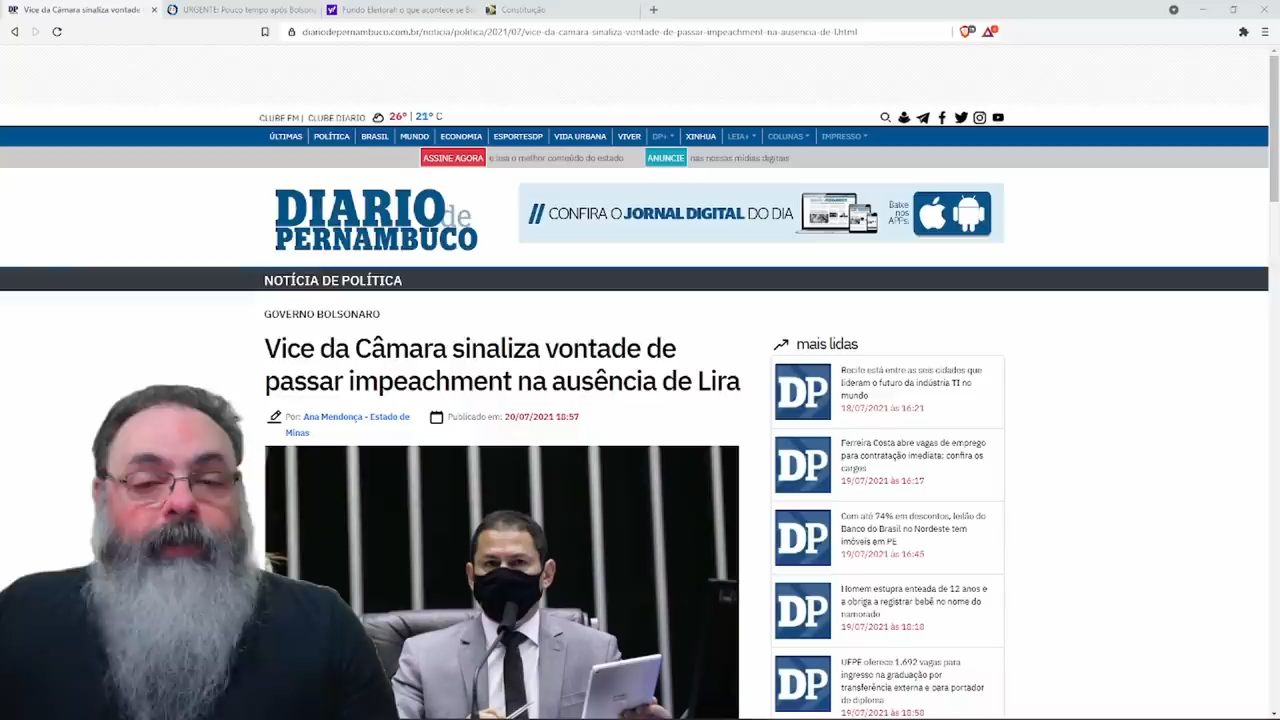 Vice da Câmara sinaliza vontade
URGENTE: Pouco tempo após Bolson
Fundo Eleitoral: o que acontece se Bo
Constituição
diariodepernambuco.com.br/noticia/politica/2021/07/vice-da-camara-sinaliza-vontade-de-passar-impeachment-na-ausencia-de-l.html
CLUBE FM | CLUBE DIARIO 26° | 21° C
ÚLTIMAS POLÍTICA BRASIL MUNDO ECONOMIA ESPORTESDP VIDA URBANA VIVER DP+ XINHUA LEIA+ COLUNAS IMPRESSO
ASSINE AGORA e leia o melhor conteúdo do estado ANUNCIE nas nossas mídias digitais
DIARIO de
PERNAMBUCO
// CONFIRA O JORNAL DIGITAL DO DIA
Baixe
nos
APPs:
NOTÍCIA DE POLÍTICA
GOVERNO BOLSONARO
Vice da Câmara sinaliza vontade de
passar impeachment na ausência de Lira
Por: Ana Mendonça - Estado de
Minas
Publicado em: 20/07/2021 18:57
mais lidas
DP
Recife está entre as seis cidades que
lideram o futuro da indústria TI no
mundo
18/07/2021 às 16:21
DP
Ferreira Costa abre vagas de emprego
para contratação imediata; confira os
cargos
19/07/2021 às 16:17
DP
Com até 74% em descontos, leilão do
Banco do Brasil no Nordeste tem
imóveis em PE
19/07/2021 às 16:45
DP
Homem estupra enteada de 12 anos e
a obriga a registrar bebê no nome do
namorado
19/07/2021 às 18:18
DP
UFPE oferece 1.692 vagas para
ingresso na graduação por
transferência externa e para portador
de diploma
19/07/2021 às 18:58